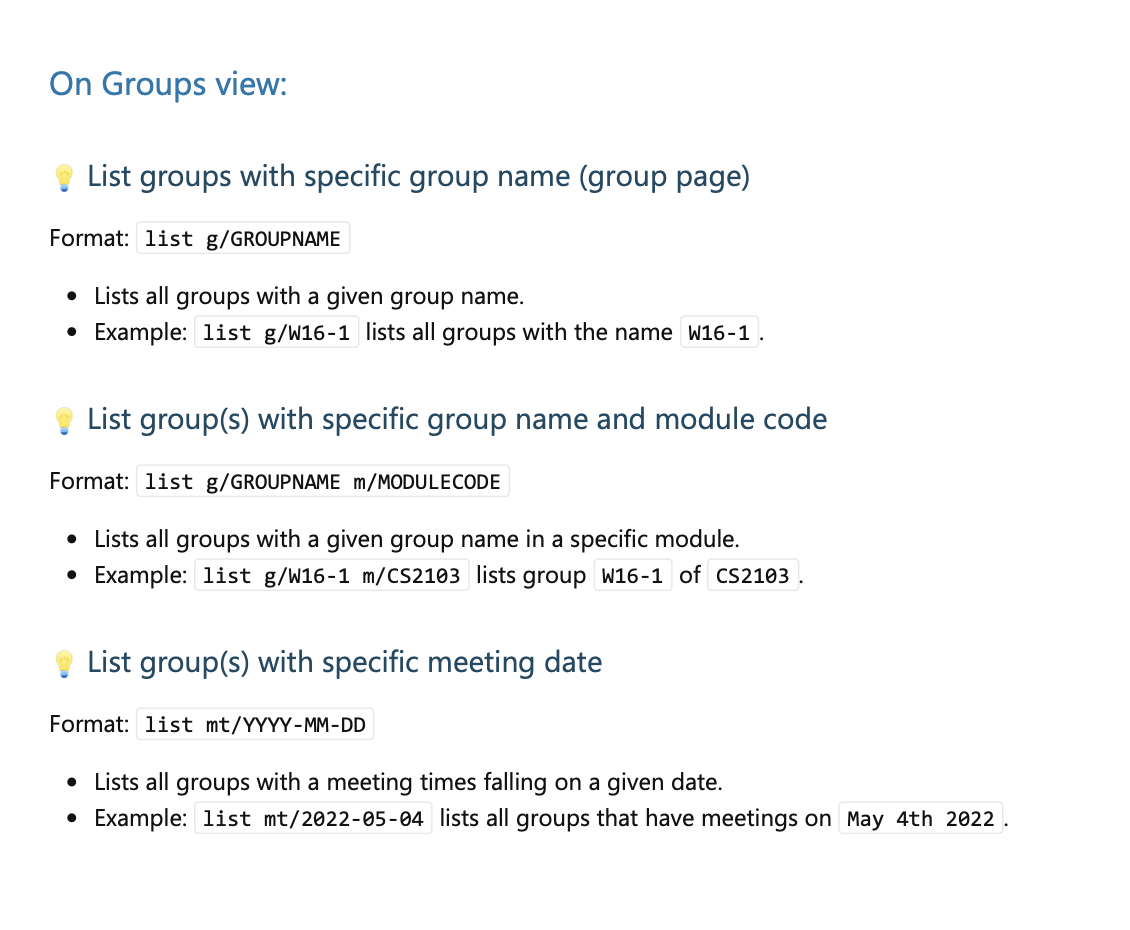 On Groups view:
💡 List groups with specific group name (group page)
Format: list g/GROUPNAME
• Lists all groups with a given group name.
• Example: list g/W16-1 lists all groups with the name W16-1.
💡 List group(s) with specific group name and module code
Format: list g/GROUPNAME m/MODULECODE
• Lists all groups with a given group name in a specific module.
• Example: list g/W16-1 m/CS2103 lists group W16-1 of CS2103.
💡 List group(s) with specific meeting date
Format: list mt/YYYY-MM-DD
• Lists all groups with a meeting times falling on a given date.
• Example: list mt/2022-05-04 lists all groups that have meetings on May 4th 2022.